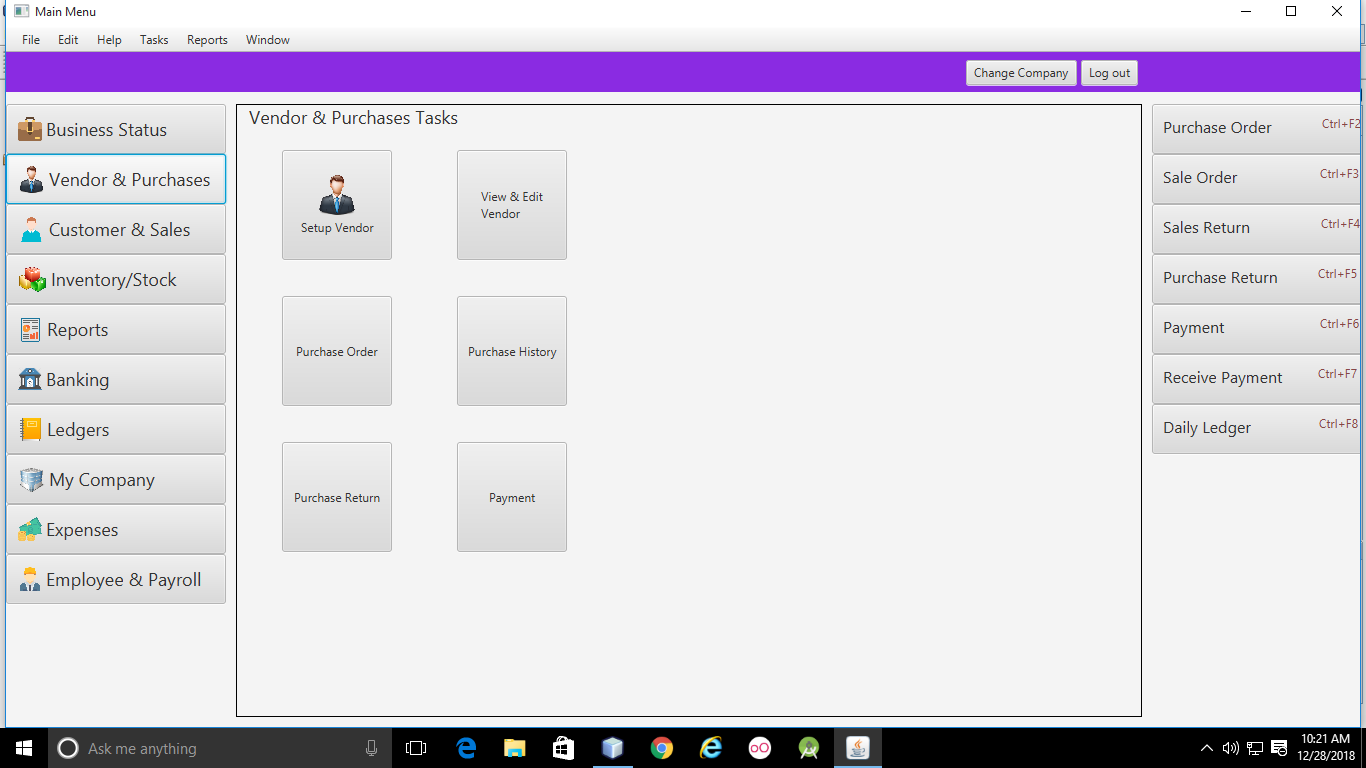 Main Menu
File Edit Help Tasks Reports Window
Change Company Log out
Business Status
Vendor & Purchases
Customer & Sales
Inventory/Stock
Reports
Banking
Ledgers
My Company
Expenses
Employee & Payroll
Vendor & Purchases Tasks
Setup Vendor
View & Edit
Vendor
Purchase Order
Purchase History
Purchase Return
Payment
Purchase Order Ctrl+F2
Sale Order Ctrl+F3
Sales Return Ctrl+F4
Purchase Return Ctrl+F5
Payment Ctrl+F6
Receive Payment Ctrl+F7
Daily Ledger Ctrl+F8
Ask me anything
10:21 AM
12/28/2018